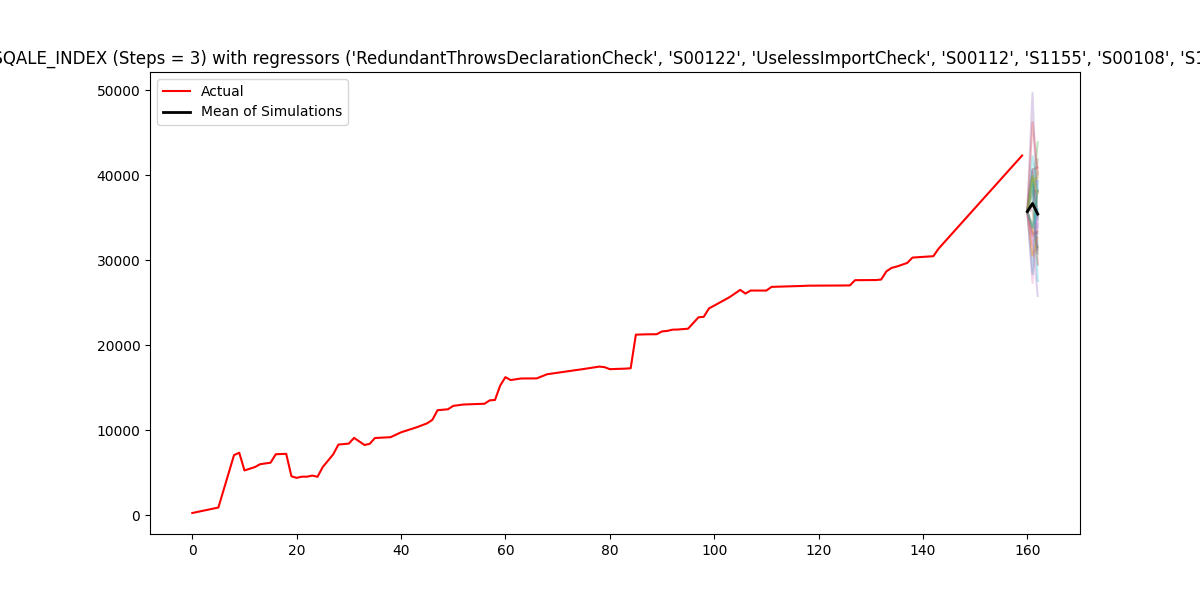 SQALE_INDEX (Steps = 3) with regressors ('RedundantThrowsDeclarationCheck', 'S00122', 'UselessImportCheck', 'S00112', 'S1155', 'S00108', 'S1
Actual
Mean of Simulations
50000
40000
30000
20000
10000
0
0 20 40 60 80 100 120 140 160